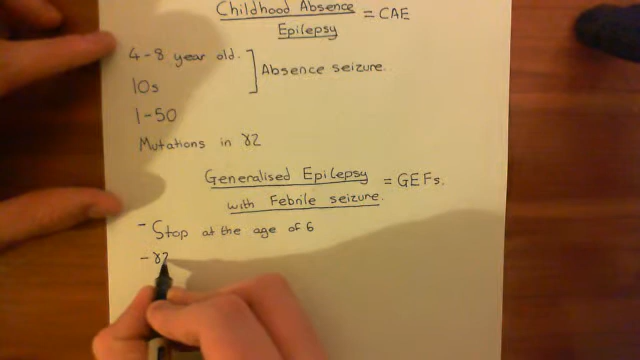 Childhood Absence = CAE
Epilepsy
4-8 year old.
10s
Absence seizure.
1-50
Mutations in γ2
Generalised Epilepsy = GEFs.
with Febrile seizure.
- Stop at the age of 6
- γ2